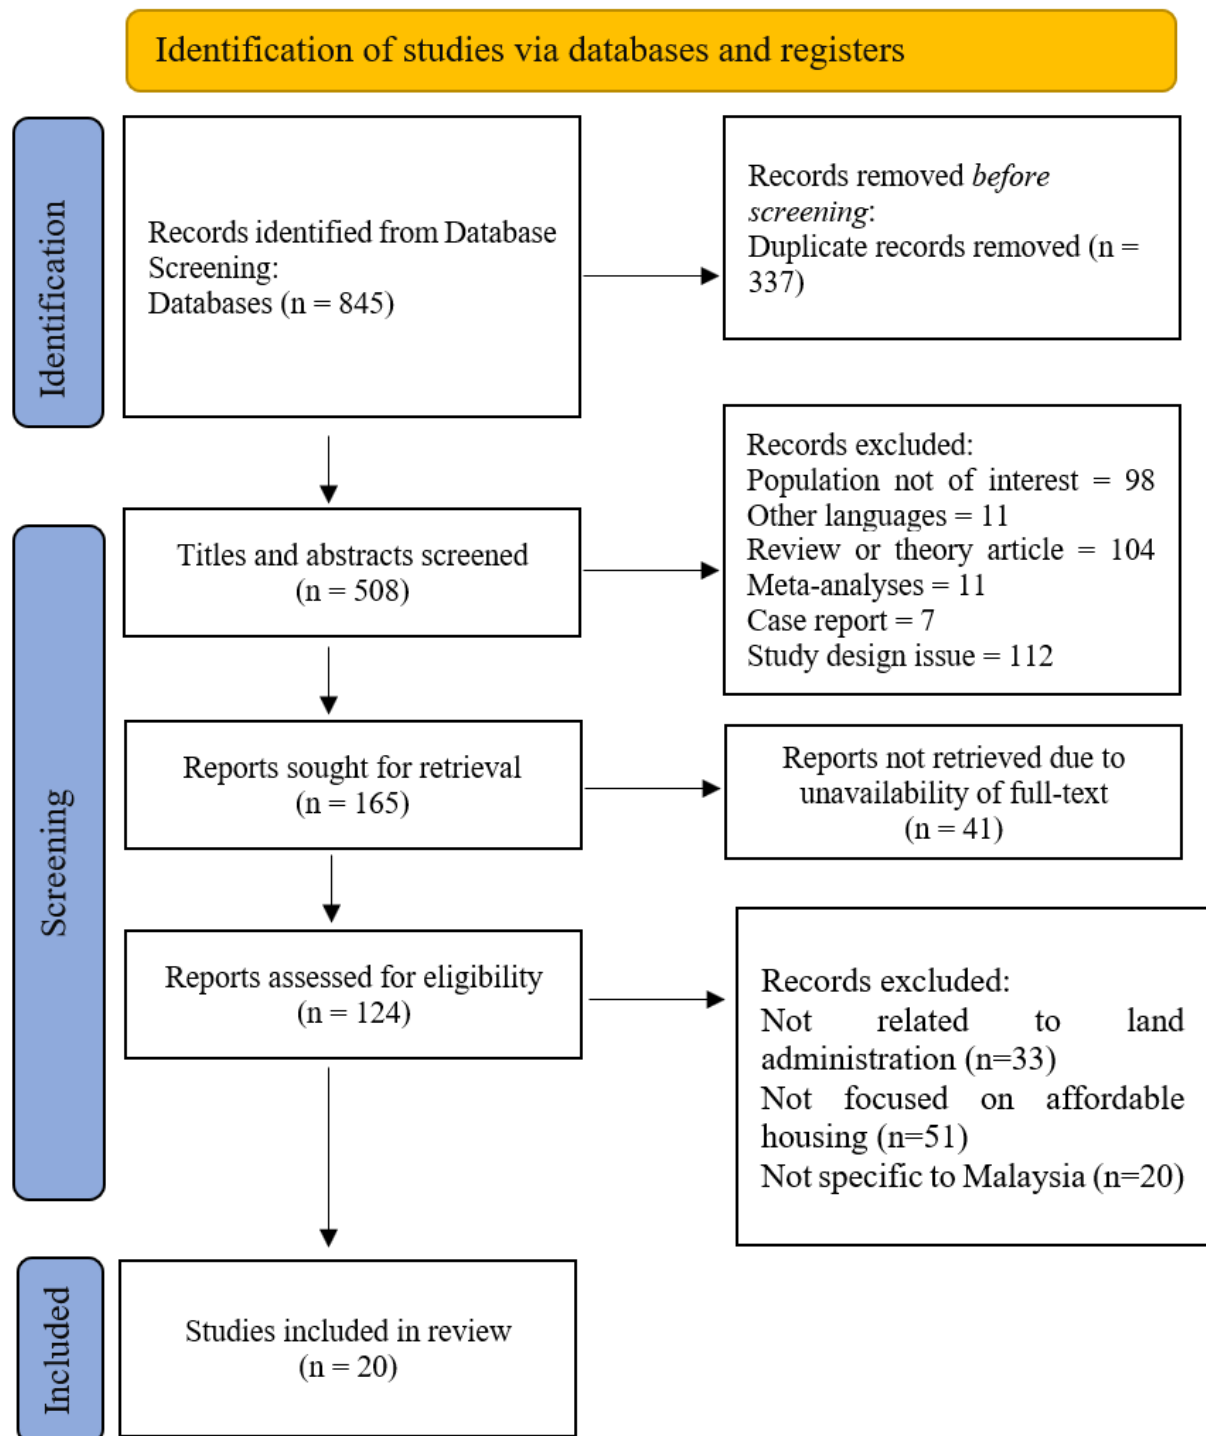 Identification of studies via databases and registers
Identification
Records identified from Database
Screening:
Databases (n = 845)
Records removed before
screening:
Duplicate records removed (n =
337)
Screening
Titles and abstracts screened
(n = 508)
Records excluded:
Population not of interest = 98
Other languages = 11
Review or theory article = 104
Meta-analyses = 11
Case report = 7
Study design issue = 112
Reports sought for retrieval
(n = 165)
Reports not retrieved due to
unavailability of full-text
(n = 41)
Reports assessed for eligibility
(n = 124)
Records excluded:
Not related to land
administration (n=33)
Not focused on affordable
housing (n=51)
Not specific to Malaysia (n=20)
Included
Studies included in review
(n = 20)